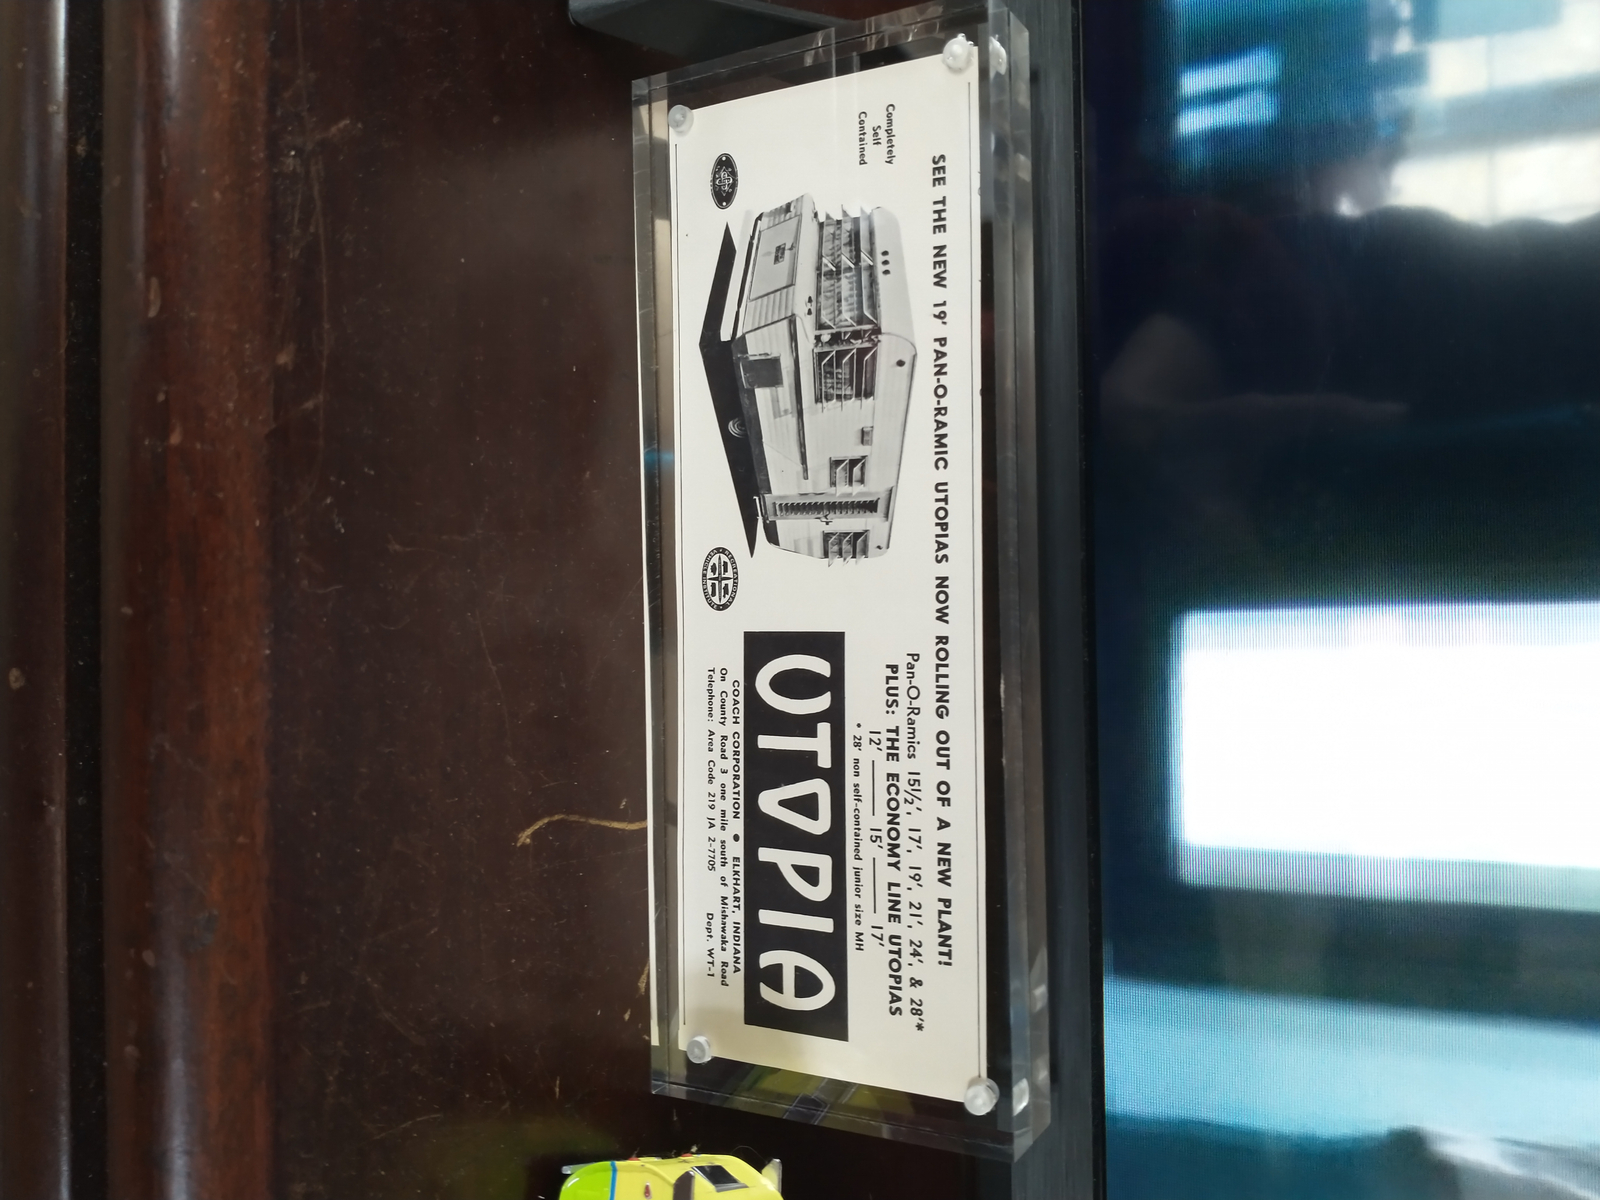 SEE THE NEW 19' PAN-O-RAMIC UTOPIAS NOW ROLLING OUT OF A NEW PLANT!
Completely
Self
Contained
Pan-O-Ramics 15½', 17', 19', 21', 24', & 28'*
PLUS: THE ECONOMY LINE UTOPIAS
12' —— 15' —— 17'
* 28' non self-contained junior size MH
UTOPIA
COACH CORPORATION ● ELKHART, INDIANA
On County Road 3 one mile south of Mishawaka Road
Telephone: Area Code 219 JA 2-7705 Dept. WT-1
RECREATIONAL
VEHICLE INSTITUTE